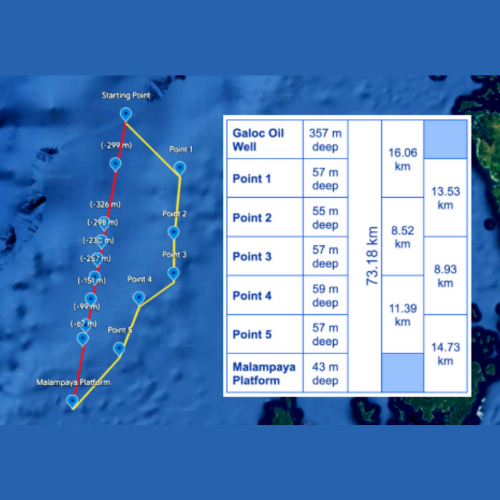 Starting Point
(-299 m)
Point 1
(-326 m)
Point 2
(-298 m)
(-230 m)
Point 3
(-257 m)
(-151 m)
Point 4
(-99 m)
(-67 m)
Point 5
Malampaya Platform
Galoc Oil
Well
357 m
deep
Point 1
57 m
deep
Point 2
55 m
deep
Point 3
57 m
deep
Point 4
59 m
deep
Point 5
57 m
deep
Malampaya
Platform
43 m
deep
73.18 km
16.06
km
8.52
km
11.39
km
13.53
km
8.93
km
14.73
km